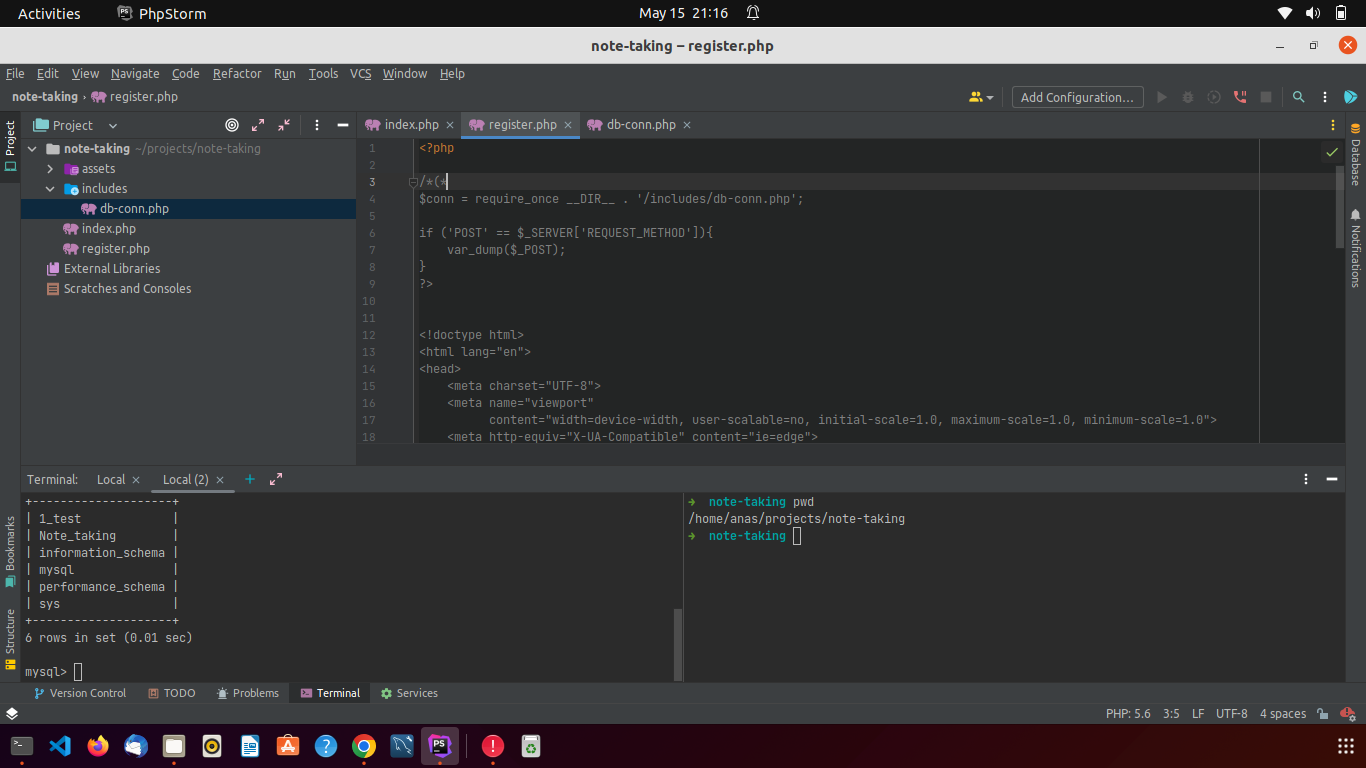 Activities PhpStorm May 15 21:16
note-taking – register.php
File Edit View Navigate Code Refactor Run Tools VCS Window Help
note-taking › register.php Add Configuration...
Project
Project
index.php × register.php × db-conn.php ×
note-taking ~/projects/note-taking
assets
includes
db-conn.php
index.php
register.php
External Libraries
Scratches and Consoles
1 <?php
2
3 /*(*
4 $conn = require_once __DIR__ . '/includes/db-conn.php';
5
6 if ('POST' == $_SERVER['REQUEST_METHOD']){
7 var_dump($_POST);
8 }
9 ?>
10
11
12 <!doctype html>
13 <html lang="en">
14 <head>
15 <meta charset="UTF-8">
16 <meta name="viewport"
17 content="width=device-width, user-scalable=no, initial-scale=1.0, maximum-scale=1.0, minimum-scale=1.0">
18 <meta http-equiv="X-UA-Compatible" content="ie=edge">
Database
Notifications
Bookmarks
Structure
Terminal: Local × Local (2) × +
+--------------------+
| 1_test |
| Note_taking |
| information_schema |
| mysql |
| performance_schema |
| sys |
+--------------------+
6 rows in set (0.01 sec)
mysql>
➜ note-taking pwd
/home/anas/projects/note-taking
➜ note-taking
Version Control TODO Problems Terminal Services
PHP: 5.6 3:5 LF UTF-8 4 spaces
PS